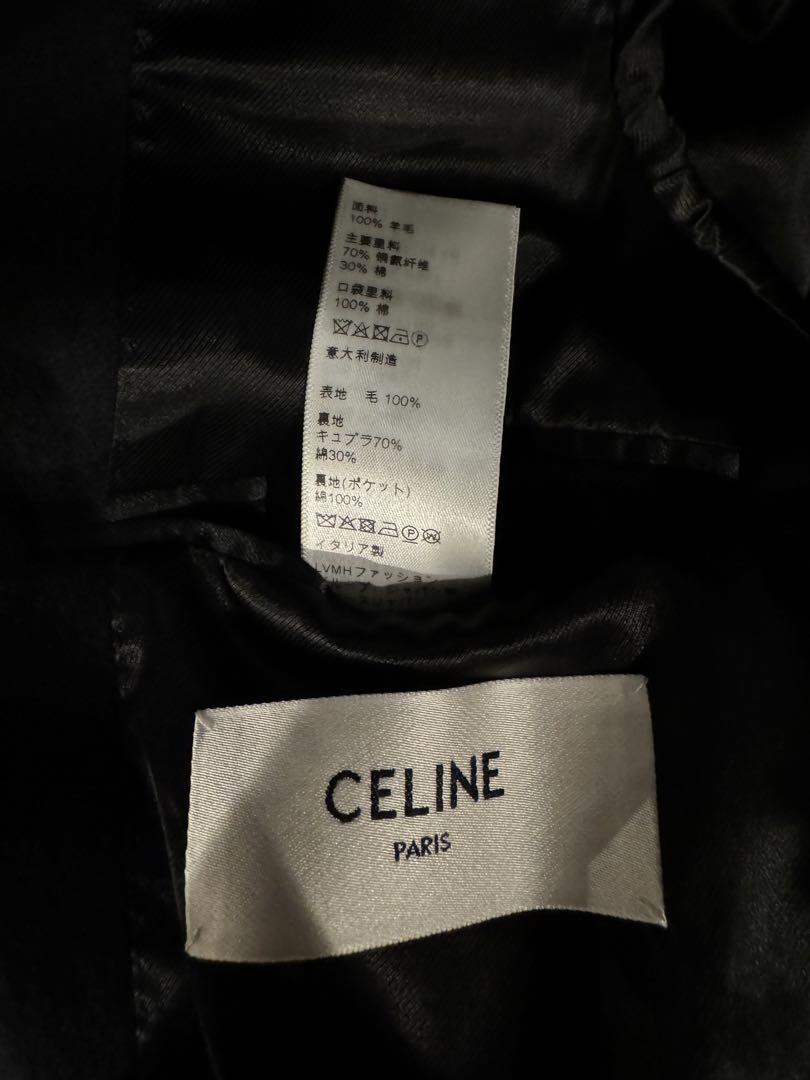 面料
100% 羊毛
主要里料
70% 铜氨纤维
30% 棉
口袋里料
100% 棉
P
意大利制造
表地 毛 100%
裏地
キュプラ70%
綿30%
裏地(ポケット)
綿100%
P W
イタリア製
LVMHファッション
CELINE
PARIS